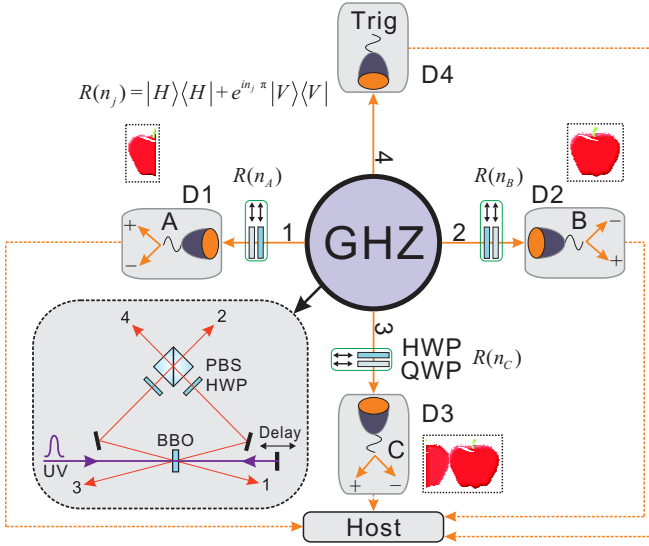 Trig
D4
R(n_j) = |H⟩⟨H| + e^{in_j π} |V⟩⟨V|
4
R(n_A)
R(n_B)
D1
D2
A
B
+
−
−
+
1
GHZ
2
3
HWP
QWP
R(n_C)
4
2
PBS
HWP
BBO
Delay
UV
3
1
D3
C
+
−
Host